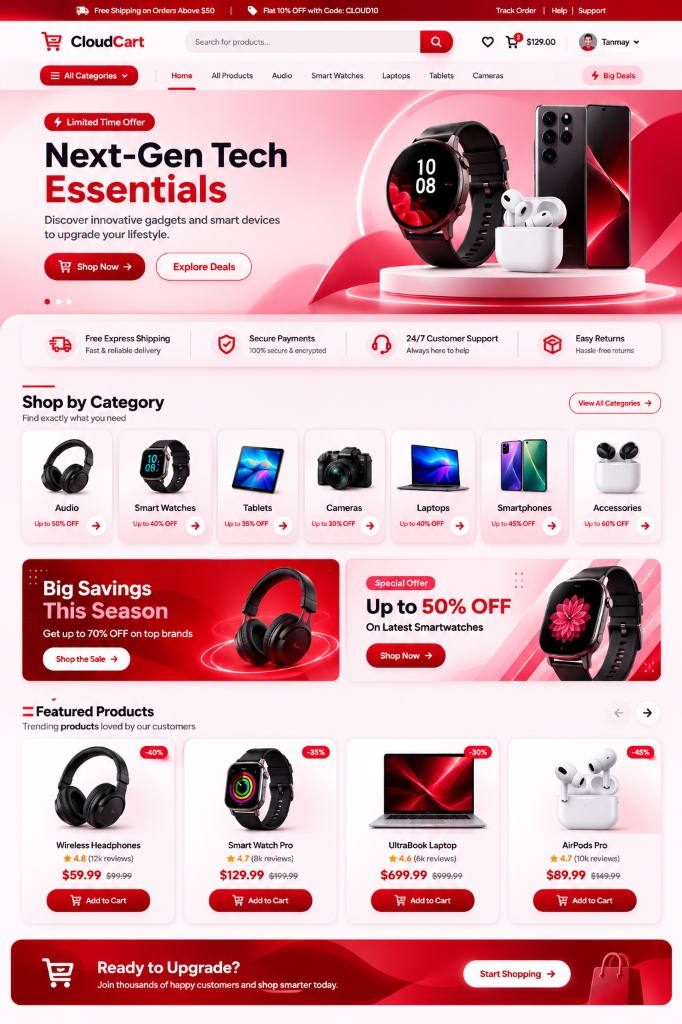 Free Shipping on Orders Above $50 | Flat 10% OFF with Code: CLOUD10
Track Order | Help | Support
CloudCart
Search for products...
2
$129.00
Tanmay
All Categories
Home
All Products
Audio
Smart Watches
Laptops
Tablets
Cameras
Big Deals
Limited Time Offer
Next-Gen Tech
Essentials
Discover innovative gadgets and smart devices
to upgrade your lifestyle.
Shop Now →
Explore Deals
10
08
Free Express Shipping
Fast & reliable delivery
Secure Payments
100% secure & encrypted
24/7 Customer Support
Always here to help
Easy Returns
Hassle-free returns
Shop by Category
Find exactly what you need
View All Categories →
10
08
Audio
Up to 50% OFF →
Smart Watches
Up to 40% OFF →
Tablets
Up to 35% OFF →
Cameras
Up to 30% OFF →
Laptops
Up to 40% OFF →
Smartphones
Up to 45% OFF →
Accessories
Up to 60% OFF →
Big Savings
This Season
Get up to 70% OFF on top brands
Shop the Sale →
Special Offer
Up to 50% OFF
On Latest Smartwatches
Shop Now →
Featured Products
Trending products loved by our customers
← →
-40%
Wireless Headphones
★ 4.8 (12k reviews)
$59.99 $99.99
Add to Cart
-35%
Smart Watch Pro
★ 4.7 (8k reviews)
$129.99 $199.99
Add to Cart
-30%
UltraBook Laptop
★ 4.6 (6k reviews)
$699.99 $999.99
Add to Cart
-45%
AirPods Pro
★ 4.7 (10k reviews)
$89.99 $149.99
Add to Cart
Ready to Upgrade?
Join thousands of happy customers and shop smarter today.
Start Shopping →